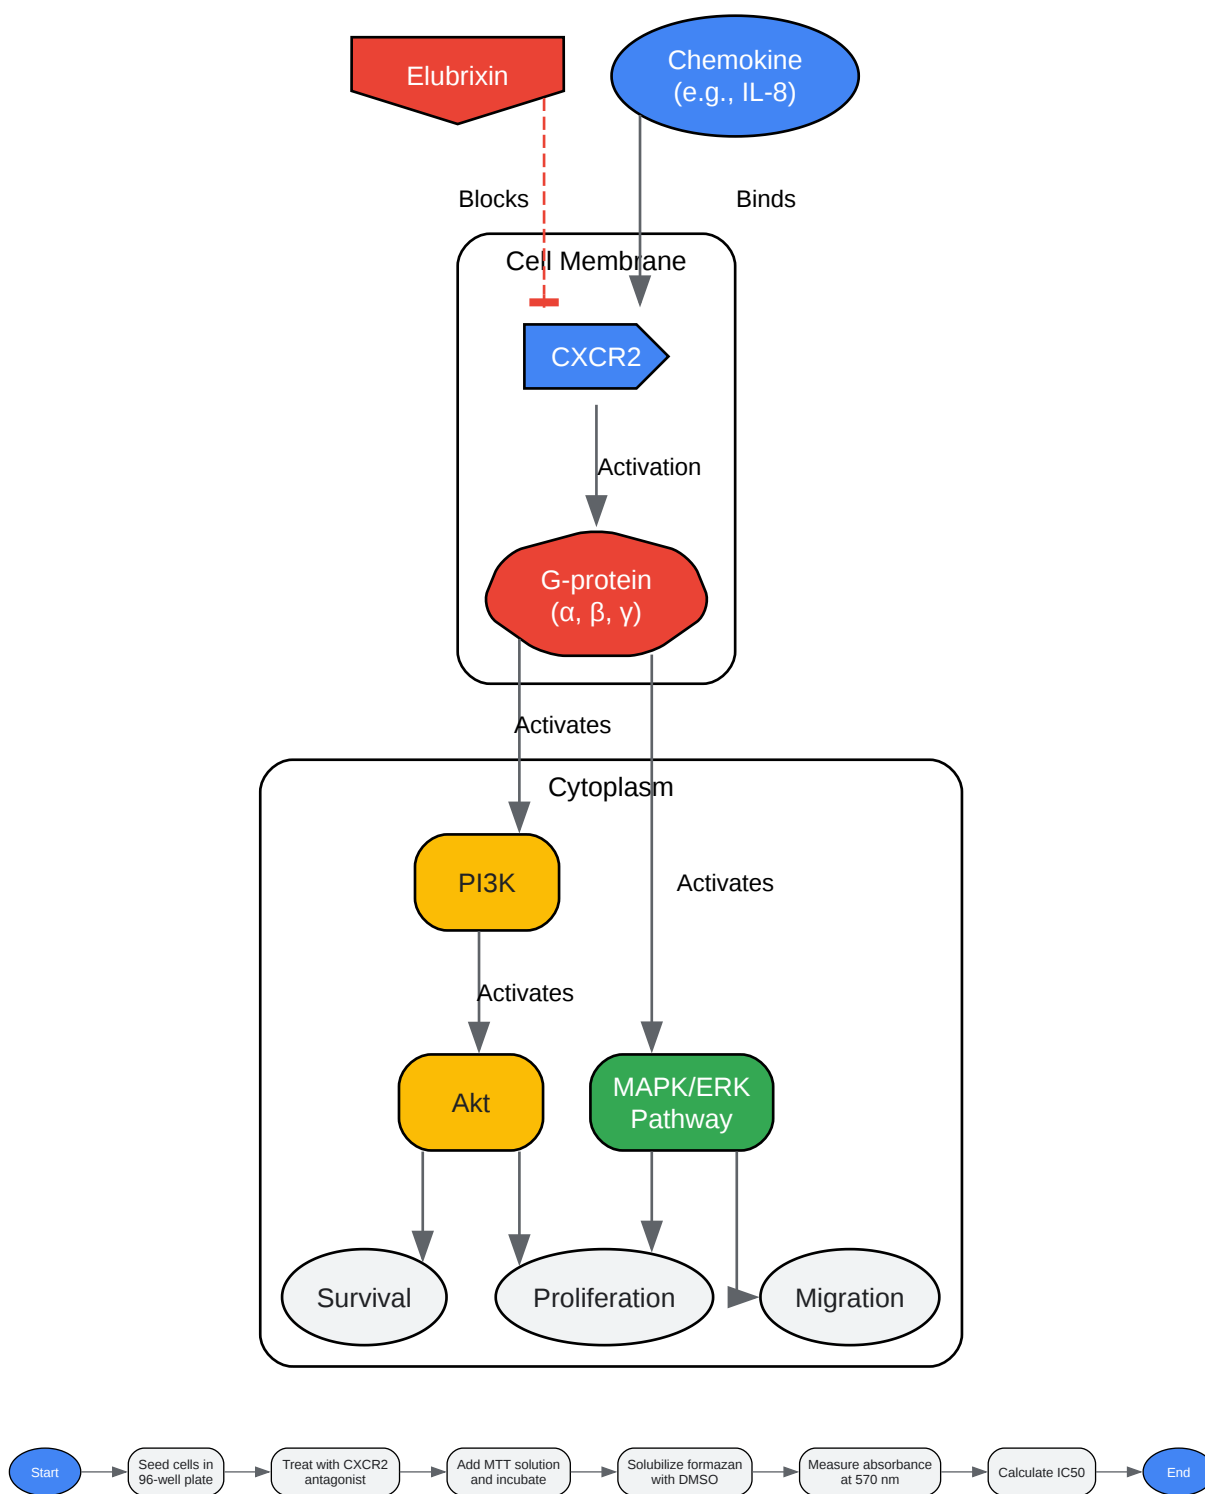 Elubrixin
Chemokine
(e.g., IL-8)
Blocks
Binds
Cell Membrane
CXCR2
Activation
G-protein
(α, β, γ)
Activates
Cytoplasm
PI3K
Activates
Activates
Akt
MAPK/ERK
Pathway
Survival
Proliferation
Migration
Start
Seed cells in
96-well plate
Treat with CXCR2
antagonist
Add MTT solution
and incubate
Solubilize formazan
with DMSO
Measure absorbance
at 570 nm
Calculate IC50
End